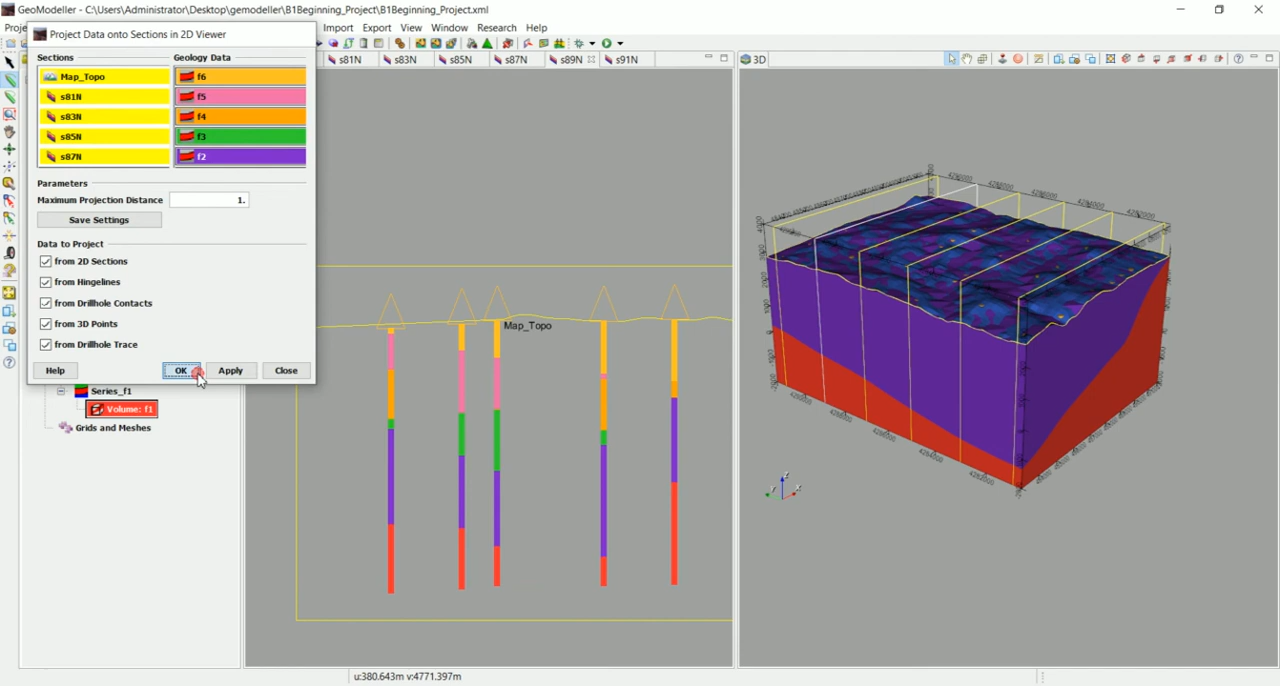 GeoModeller - C:\Users\Administrator\Desktop\gemodeller\B1Beginning_Project\B1Beginning_Project.xml
Import Export View Window Research Help
Project Data onto Sections in 2D Viewer
s81N s83N s85N s87N s89N s91N
3D
Sections Geology Data
Map_Topo f6
s81N f5
s83N f4
s85N f3
s87N f2
Parameters
Maximum Projection Distance 1.
Save Settings
Data to Project
from 2D Sections
from Hingelines
from Drillhole Contacts
from 3D Points
from Drillhole Trace
Help OK Apply Close
Series_f1
Volume: f1
Grids and Meshes
Map_Topo
u:380.643m v:4771.397m